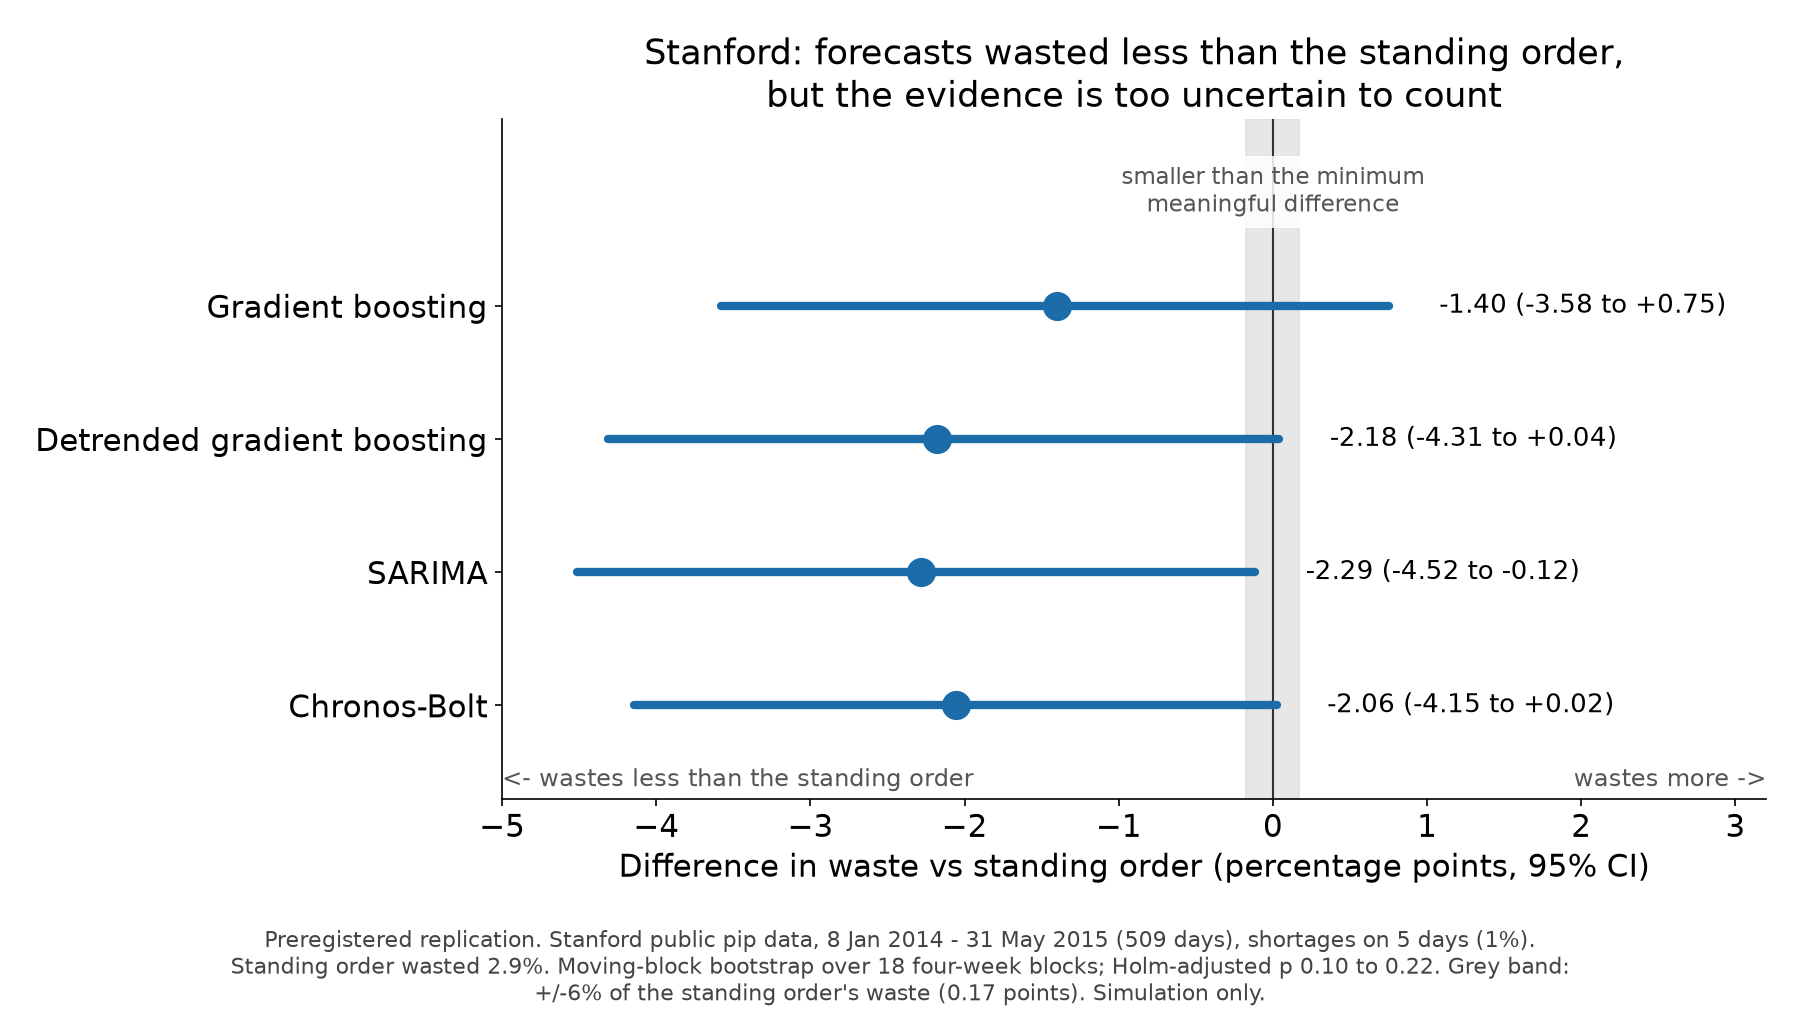 Stanford: forecasts wasted less than the standing order,
but the evidence is too uncertain to count
smaller than the minimum
meaningful difference
Gradient boosting
-1.40 (-3.58 to +0.75)
Detrended gradient boosting
-2.18 (-4.31 to +0.04)
SARIMA
-2.29 (-4.52 to -0.12)
Chronos-Bolt
-2.06 (-4.15 to +0.02)
<- wastes less than the standing order
wastes more ->
−5 −4 −3 −2 −1 0 1 2 3
Difference in waste vs standing order (percentage points, 95% CI)
Preregistered replication. Stanford public pip data, 8 Jan 2014 - 31 May 2015 (509 days), shortages on 5 days (1%).
Standing order wasted 2.9%. Moving-block bootstrap over 18 four-week blocks; Holm-adjusted p 0.10 to 0.22. Grey band:
+/-6% of the standing order's waste (0.17 points). Simulation only.